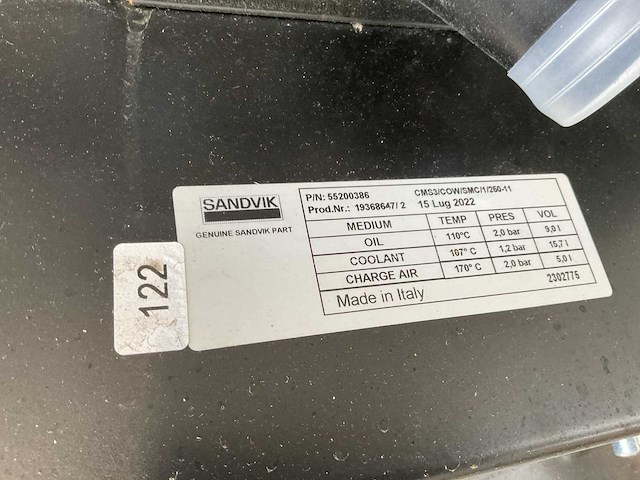 SANDVIK
GENUINE SANDVIK PART
P/N: 55200386 CMS3/COW/SMC/1/250-11
Prod.Nr.: 19368647/ 2 15 Lug 2022
MEDIUM TEMP PRES VOL
OIL 110°C 2,0 bar 9,0 l
COOLANT 107° C 1,2 bar 15,7 l
CHARGE AIR 170° C 2,0 bar 5,0 l
Made in Italy 2302775
122